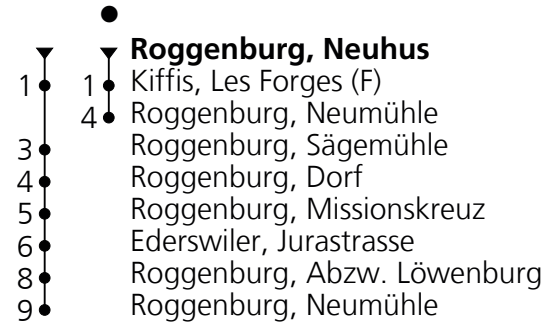 Roggenburg, Neuhus
1 1 Kiffis, Les Forges (F)
4 Roggenburg, Neumühle
3 Roggenburg, Sägemühle
4 Roggenburg, Dorf
5 Roggenburg, Missionskreuz
6 Ederswiler, Jurastrasse
8 Roggenburg, Abzw. Löwenburg
9 Roggenburg, Neumühle